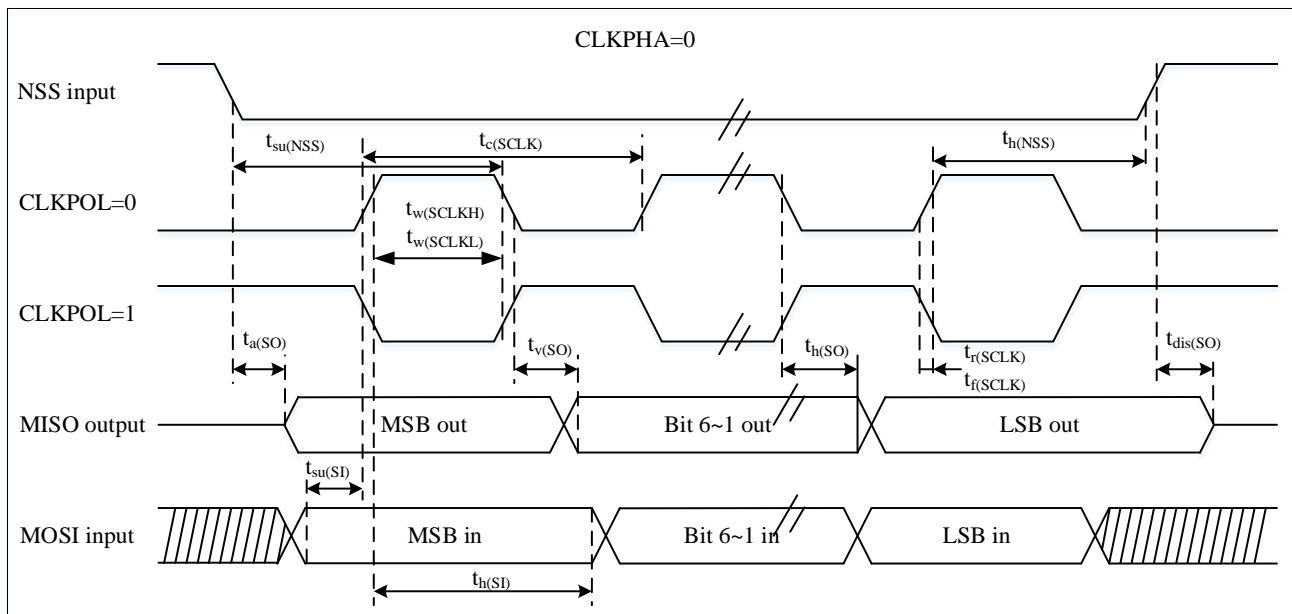 CLKPHA=0
NSS input
tsu(NSS)
tc(SCLK)
th(NSS)
CLKPOL=0
tw(SCLKH)
tw(SCLKL)
CLKPOL=1
ta(SO)
tv(SO)
th(SO)
tr(SCLK)
tf(SCLK)
tdis(SO)
MISO output
MSB out
Bit 6~1 out
LSB out
tsu(SI)
MOSI input
MSB in
Bit 6~1 in
LSB in
th(SI)